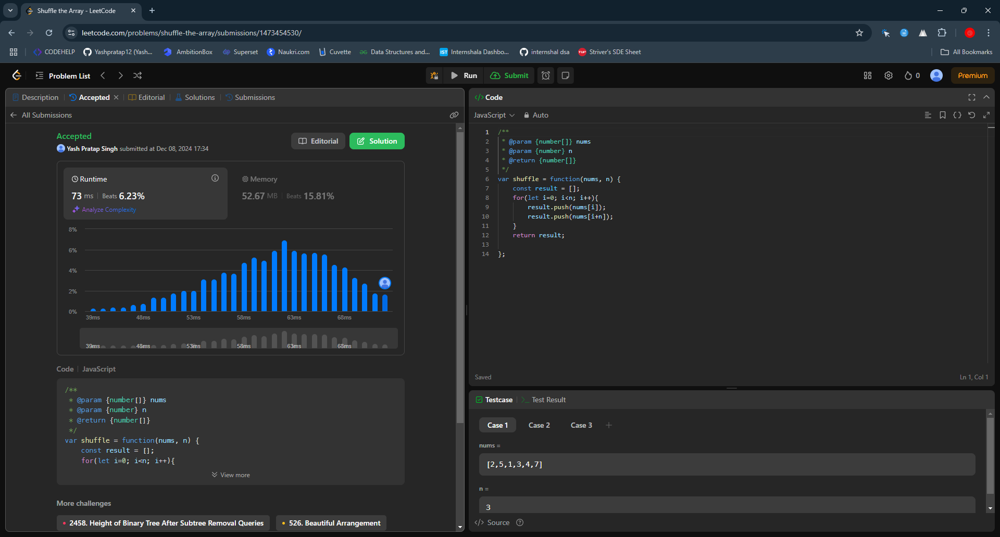 Shuffle the Array - LeetCode
leetcode.com/problems/shuffle-the-array/submissions/1473454530/
CODEHELP Yashpratap12 (Yash... AmbitionBox Superset Naukri.com Cuvette Data Structures and... IST Internshala Dashbo... internshal dsa TUF Striver's SDE Sheet All Bookmarks
Problem List Run Submit 0 Premium
Description Accepted Editorial Solutions Submissions
All Submissions
Accepted
Yash Pratap Singh submitted at Dec 08, 2024 17:34
Editorial Solution
Runtime
73 ms Beats 6.23%
Analyze Complexity
Memory
52.67 MB Beats 15.81%
8%
6%
4%
2%
0%
39ms 48ms 53ms 58ms 63ms 68ms
39ms 48ms 53ms 58ms 63ms 68ms
Code JavaScript
/**
* @param {number[]} nums
* @param {number} n
* @return {number[]}
*/
var shuffle = function(nums, n) {
const result = [];
for(let i=0; i<n; i++){
View more
More challenges
2458. Height of Binary Tree After Subtree Removal Queries 526. Beautiful Arrangement
</> Code
JavaScript Auto
1 /**
2 * @param {number[]} nums
3 * @param {number} n
4 * @return {number[]}
5 */
6 var shuffle = function(nums, n) {
7 const result = [];
8 for(let i=0; i<n; i++){
9 result.push(nums[i]);
10 result.push(nums[i+n]);
11 }
12 return result;
13
14 };
Saved Ln 1, Col 1
Testcase >_ Test Result
Case 1 Case 2 Case 3 +
nums =
[2,5,1,3,4,7]
n =
3
</> Source